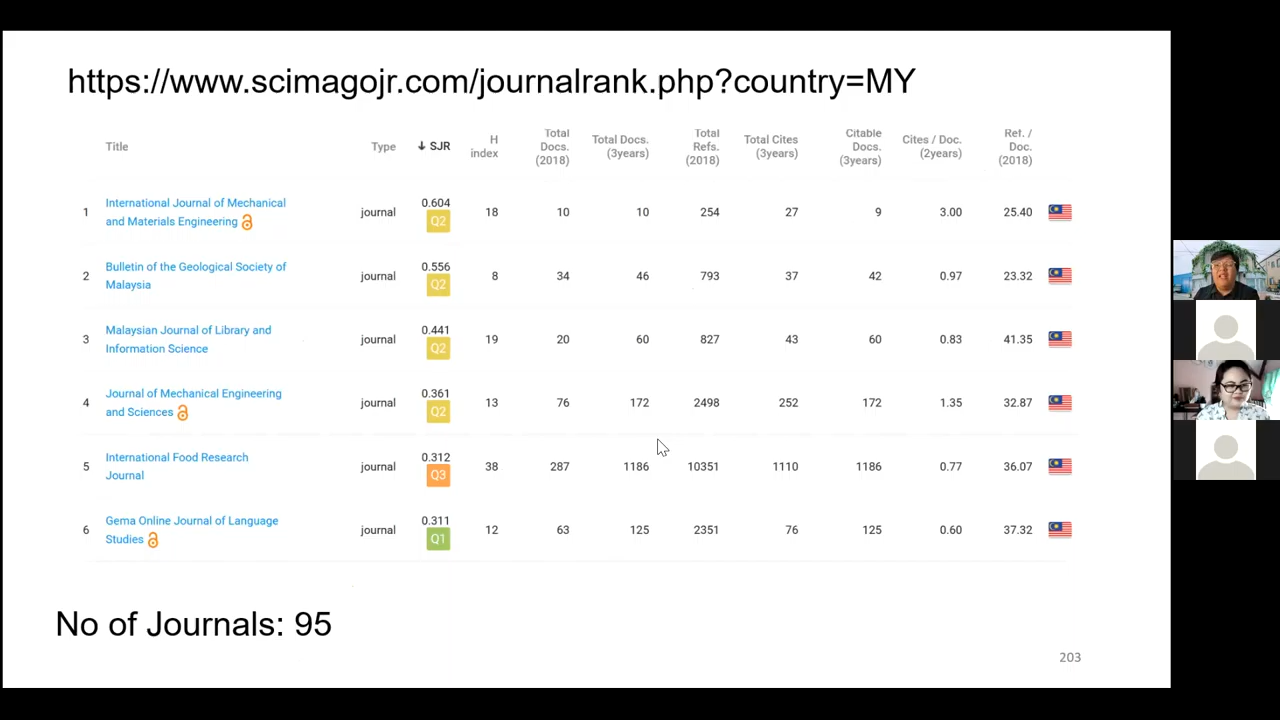 https://www.scimagojr.com/journalrank.php?country=MY
Title Type ↓ SJR H index Total Docs. (2018) Total Docs. (3years) Total Refs. (2018) Total Cites (3years) Citable Docs. (3years) Cites / Doc. (2years) Ref. / Doc. (2018)
1 International Journal of Mechanical and Materials Engineering journal 0.604 Q2 18 10 10 254 27 9 3.00 25.40
2 Bulletin of the Geological Society of Malaysia journal 0.556 Q2 8 34 46 793 37 42 0.97 23.32
3 Malaysian Journal of Library and Information Science journal 0.441 Q2 19 20 60 827 43 60 0.83 41.35
4 Journal of Mechanical Engineering and Sciences journal 0.361 Q2 13 76 172 2498 252 172 1.35 32.87
5 International Food Research Journal journal 0.312 Q3 38 287 1186 10351 1110 1186 0.77 36.07
6 Gema Online Journal of Language Studies journal 0.311 Q1 12 63 125 2351 76 125 0.60 37.32
No of Journals: 95
203